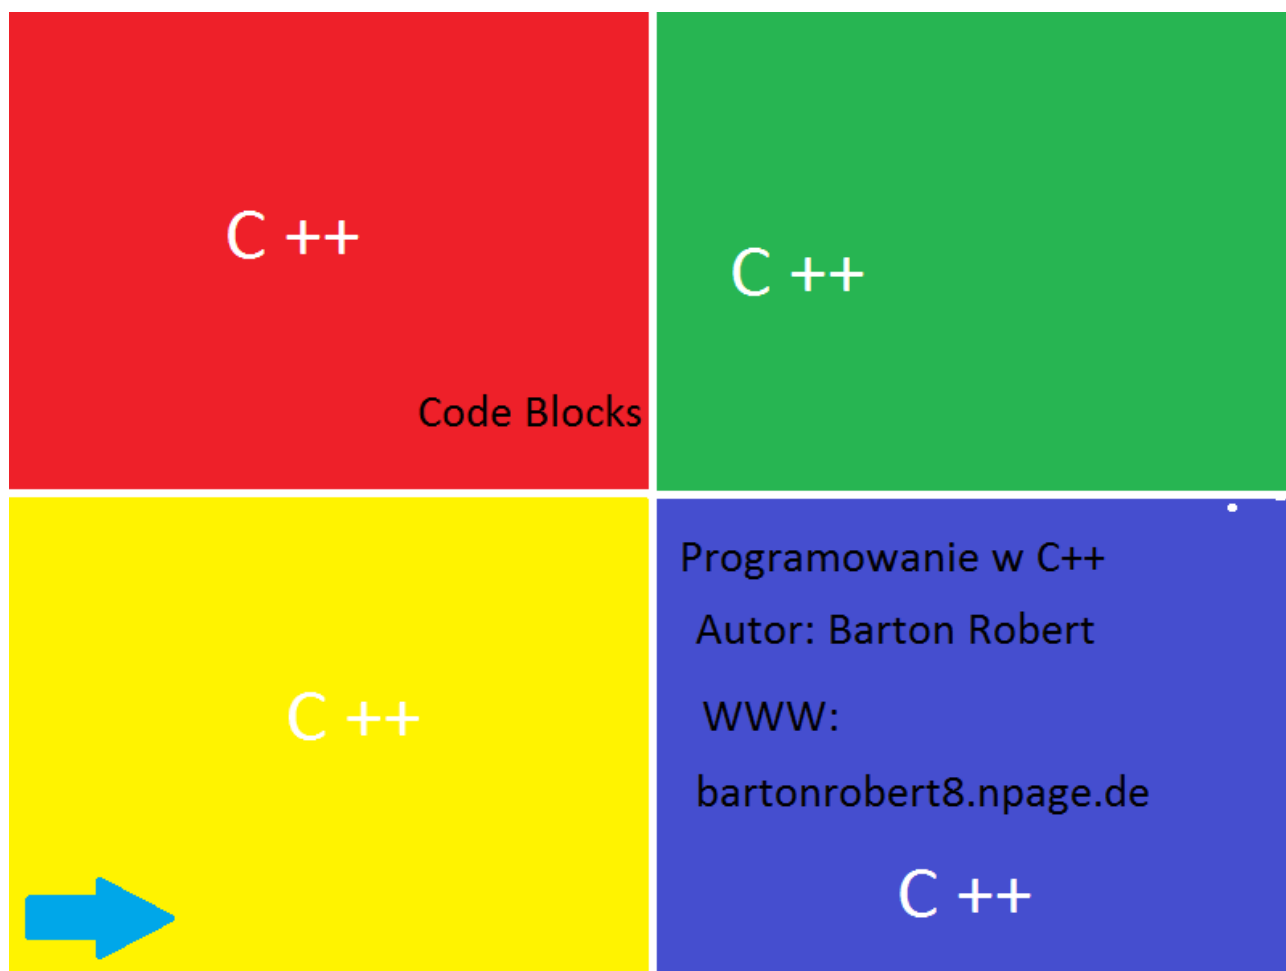 C ++
Code Blocks
C ++
C ++
Programowanie w C++
Autor: Barton Robert
WWW:
bartonrobert8.npage.de
C ++